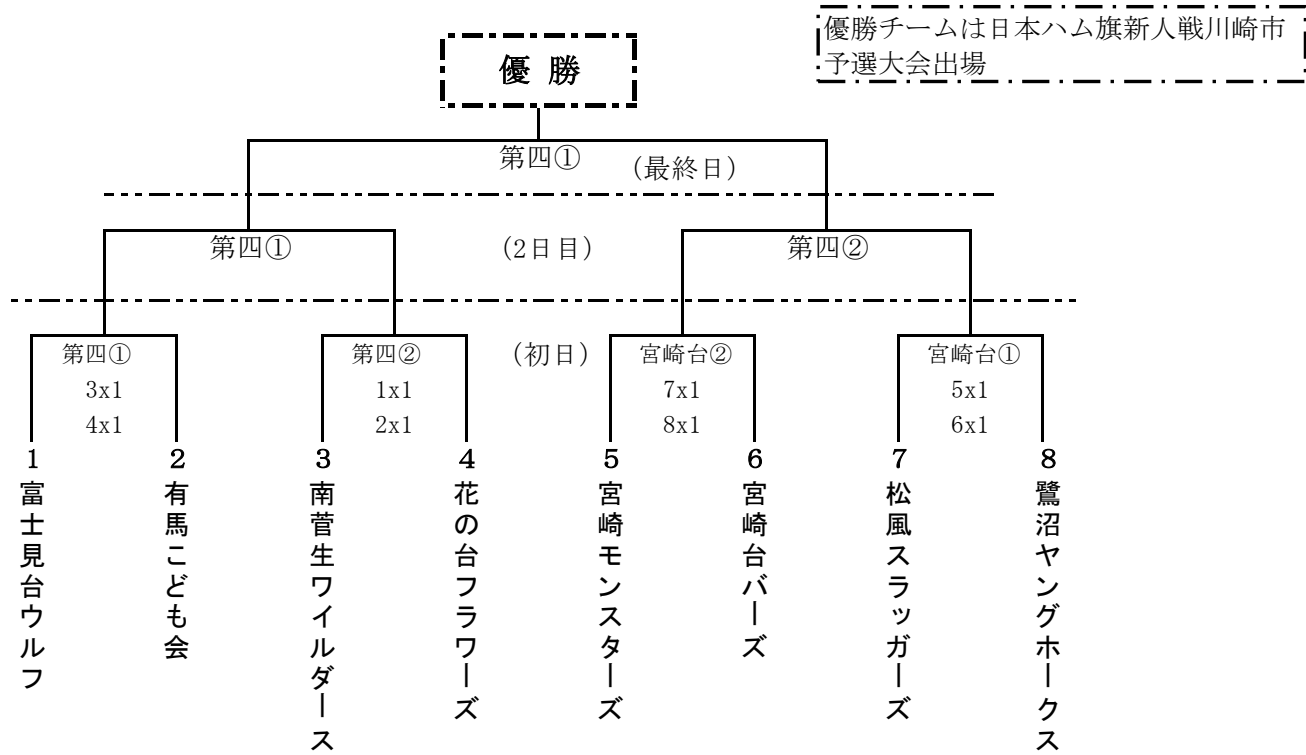 優勝チームは日本ハム旗新人戦川崎市
予選大会出場
優 勝
第四①
(最終日)
第四①
(2日目)
第四②
第四①
3x1
4x1
第四②
1x1
2x1
(初日)
宮崎台②
7x1
8x1
宮崎台①
5x1
6x1
1
富士見台ウルフ
2
有馬こども会
3
南菅生ワイルダース
4
花の台フラワーズ
5
宮崎モンスターズ
6
宮崎台バーズ
7
松風スラッガーズ
8
鷺沼ヤングホークス